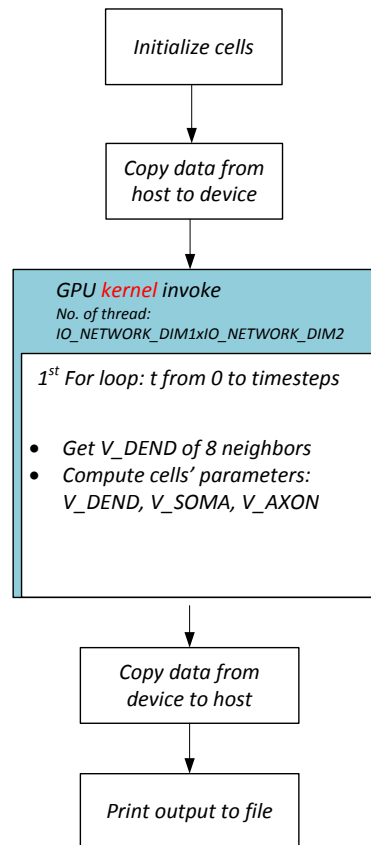 Initialize cells
Copy data from
host to device
GPU kernel invoke
No. of thread:
IO_NETWORK_DIM1xIO_NETWORK_DIM2
1st For loop: t from 0 to timesteps
• Get V_DEND of 8 neighbors
• Compute cells’ parameters:
V_DEND, V_SOMA, V_AXON
Copy data from
device to host
Print output to file